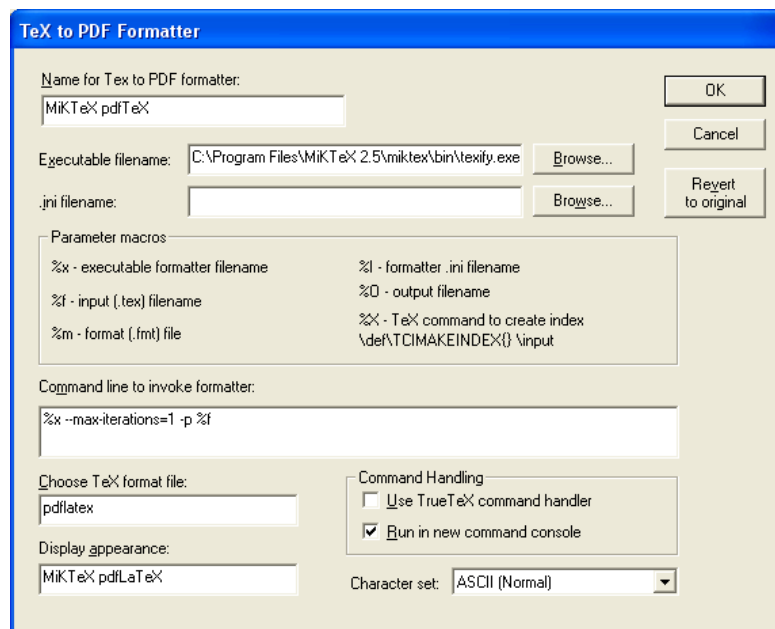 TeX to PDF Formatter
Name for Tex to PDF formatter:
MiKTeX pdfTeX
OK
Cancel
Executable filename:
C:\Program Files\MiKTeX 2.5\miktex\bin\texify.exe
Browse...
.ini filename:
Browse...
Revert
to original
Parameter macros
%x - executable formatter filename
%I - formatter .ini filename
%f - input (.tex) filename
%O - output filename
%m - format (.fmt) file
%X - TeX command to create index
\def\TCIMAKEINDEX{} \input
Command line to invoke formatter:
%x --max-iterations=1 -p %f
Choose TeX format file:
pdflatex
Command Handling
Use TrueTeX command handler
Run in new command console
Display appearance:
MiKTeX pdfLaTeX
Character set:
ASCII (Normal)